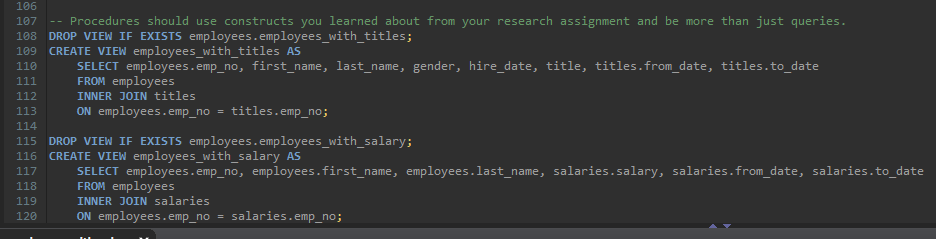 106
107 -- Procedures should use constructs you learned about from your research assignment and be more than just queries.
108 DROP VIEW IF EXISTS employees.employees_with_titles;
109 CREATE VIEW employees_with_titles AS
110     SELECT employees.emp_no, first_name, last_name, gender, hire_date, title, titles.from_date, titles.to_date
111     FROM employees
112     INNER JOIN titles
113     ON employees.emp_no = titles.emp_no;
114
115 DROP VIEW IF EXISTS employees.employees_with_salary;
116 CREATE VIEW employees_with_salary AS
117     SELECT employees.emp_no, employees.first_name, employees.last_name, salaries.salary, salaries.from_date, salaries.to_date
118     FROM employees
119     INNER JOIN salaries
120     ON employees.emp_no = salaries.emp_no;